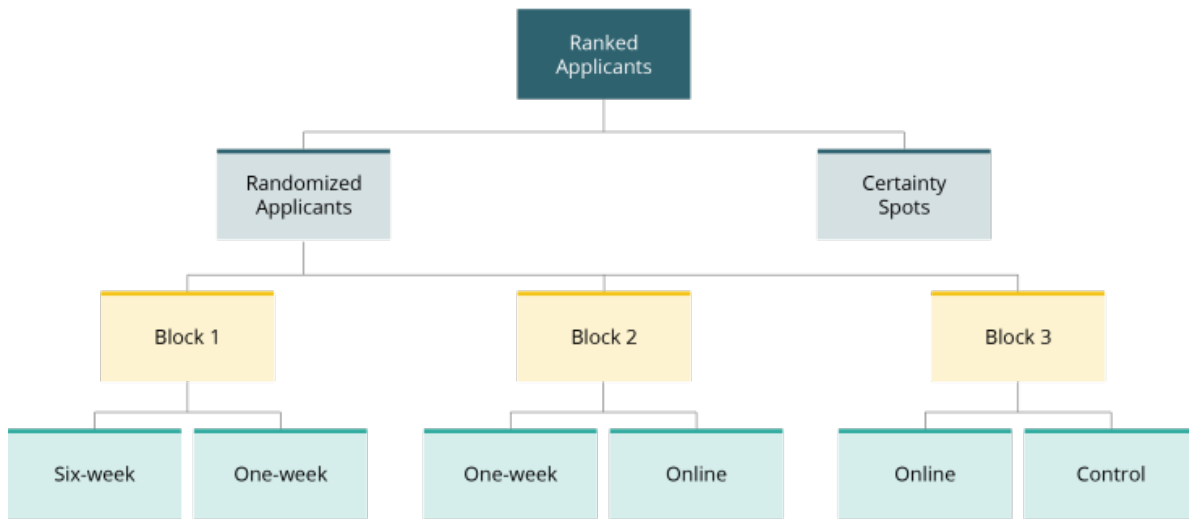 Ranked
Applicants
Randomized
Applicants
Certainty
Spots
Block 1
Block 2
Block 3
Six-week
One-week
One-week
Online
Online
Control